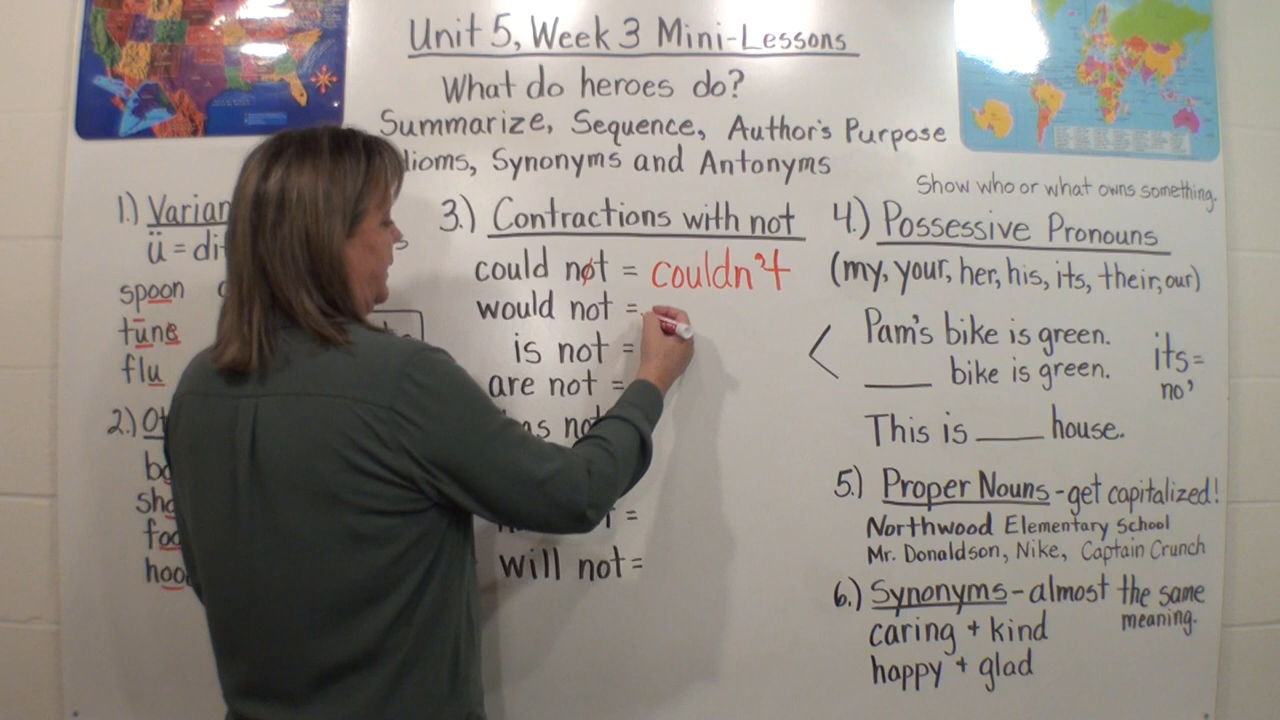 Unit 5, Week 3 Mini-Lessons
What do heroes do?
Summarize, Sequence, Author's Purpose
Synonyms and Antonyms
1.)
ü =
spoon
tune
flu
2.)
3.) Contractions with not
could not = couldn't
would not =
is not =
are not =
=
will not =
Show who or what owns something.
4.) Possessive Pronouns
(my, your, her, his, its, their, our)
Pam's bike is green.
____ bike is green.
its =
no '
This is ____ house.
5.) Proper Nouns - get capitalized!
Northwood Elementary School
Mr. Donaldson, Nike, Captain Crunch
6.) Synonyms - almost the same
meaning.
caring + kind
happy + glad